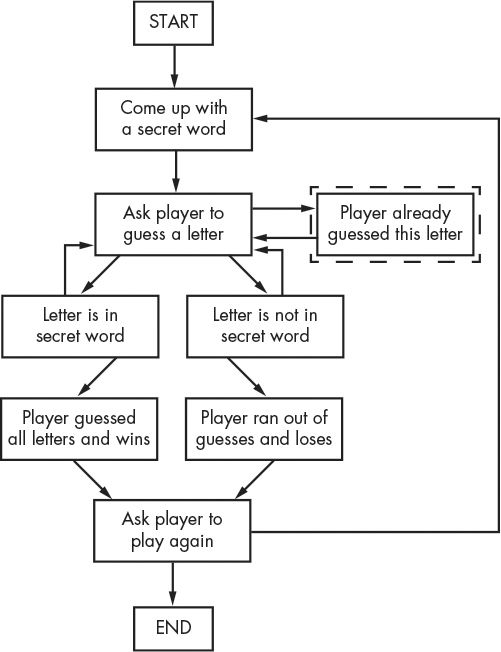 START
Come up with
a secret word
Ask player to
guess a letter
Player already
guessed this letter
Letter is in
secret word
Letter is not in
secret word
Player guessed
all letters and wins
Player ran out of
guesses and loses
Ask player to
play again
END